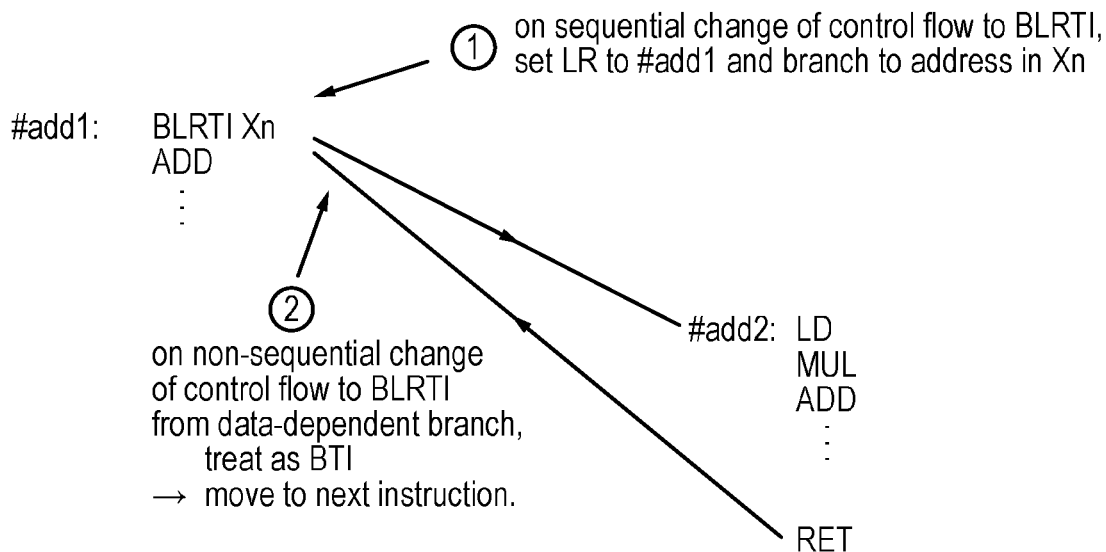 ① on sequential change of control flow to BLRTI,
set LR to #add1 and branch to address in Xn
#add1: BLRTI Xn
ADD
⋮
②
on non-sequential change
of control flow to BLRTI
from data-dependent branch,
treat as BTI
→ move to next instruction.
#add2: LD
MUL
ADD
⋮
RET